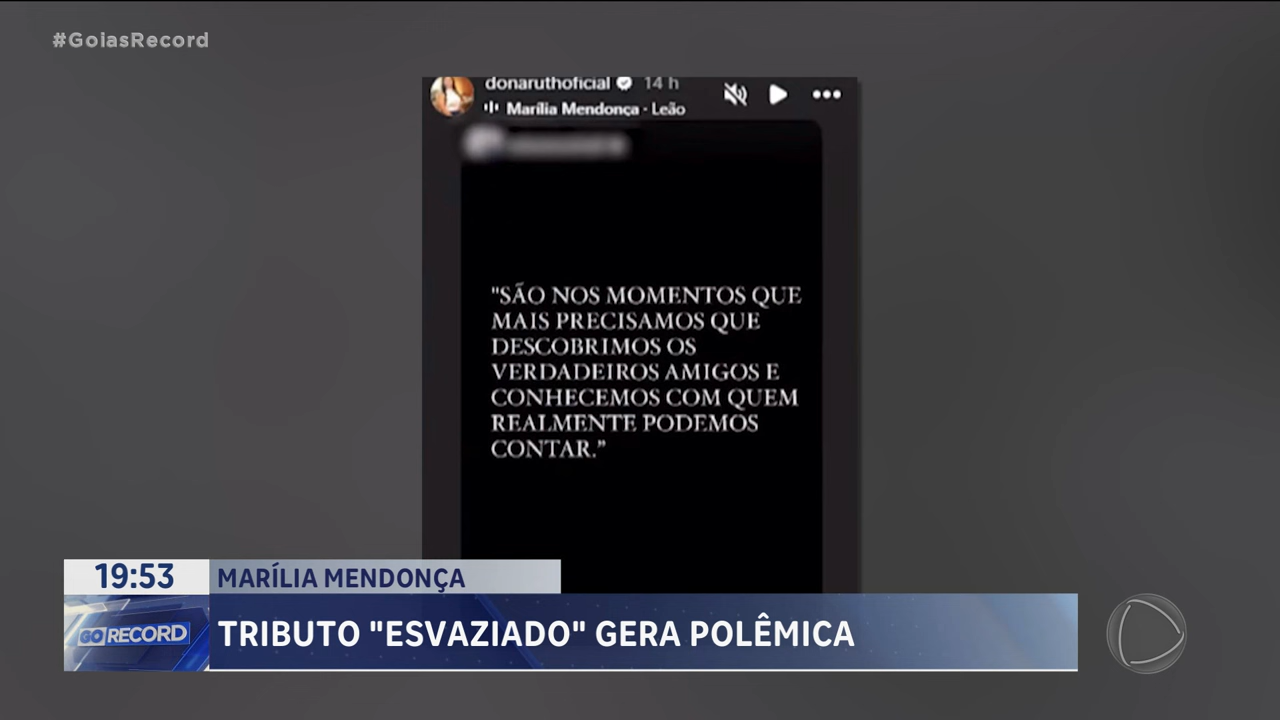 #GoiasRecord
donaruthoficial 14 h
Marília Mendonça · Leão
"SÃO NOS MOMENTOS QUE
MAIS PRECISAMOS QUE
DESCOBRIMOS OS
VERDADEIROS AMIGOS E
CONHECEMOS COM QUEM
REALMENTE PODEMOS
CONTAR."
19:53
MARÍLIA MENDONÇA
GO RECORD
TRIBUTO "ESVAZIADO" GERA POLÊMICA